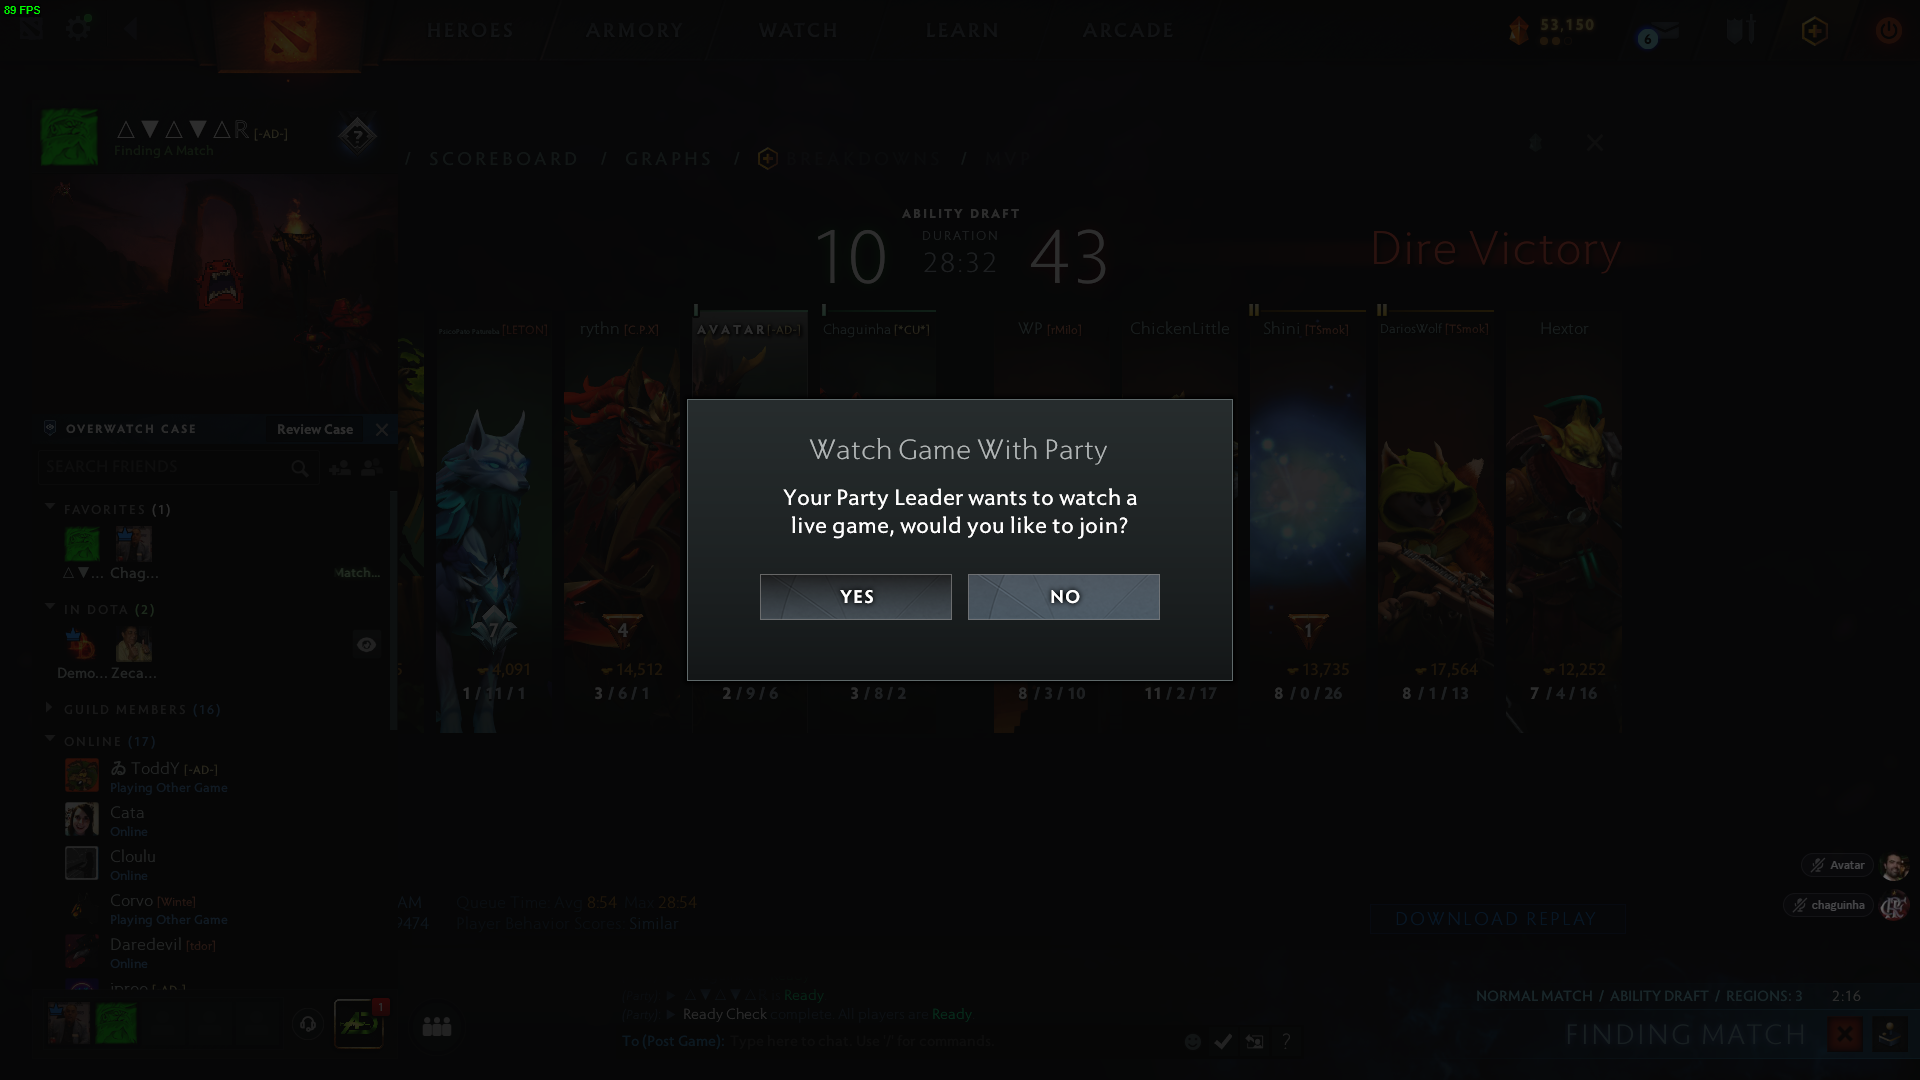 89 FPS
HEROES
ARMORY
WATCH
LEARN
ARCADE
53,150
6
△▼△▼△R [-AD-]
Finding A Match
/ SCOREBOARD / GRAPHS / BREAKDOWNS / MVP
ABILITY DRAFT
10
DURATION
28:32
43
Dire Victory
[LETON]
rythn [C.P.X]
AVATAR [-AD-]
Chaguinha [*CU*]
WP [rMilo]
ChickenLittle
Shini [TSmok]
DariosWolf [TSmok]
Hextor
OVERWATCH CASE
Review Case
SEARCH FRIENDS
FAVORITES (1)
△▼...
Chag...
Match...
IN DOTA (2)
Demo...
Zeca...
GUILD MEMBERS (16)
ONLINE (17)
ToddY [-AD-]
Playing Other Game
Cata
Online
Cloulu
Online
Corvo [Winte]
Playing Other Game
Daredevil [tdor]
Online
Watch Game With Party
Your Party Leader wants to watch a
live game, would you like to join?
YES
NO
7
4
1
4,091
14,512
13,735
17,564
12,252
1 / 11 / 1
3 / 6 / 1
2 / 9 / 6
3 / 8 / 2
8 / 3 / 10
11 / 2 / 17
8 / 0 / 26
8 / 1 / 13
7 / 4 / 16
AM
Queue Time Avg 8:54 Max 28:54
9474
Player Behavior Scores: Similar
DOWNLOAD REPLAY
Avatar
chaguinha
1
[Party] △▼△▼△R is Ready
[Party] Ready Check complete. All players are Ready
To (Post Game): Type here to chat. Use '/' for commands.
?
NORMAL MATCH / ABILITY DRAFT / REGIONS: 3
2:16
FINDING MATCH